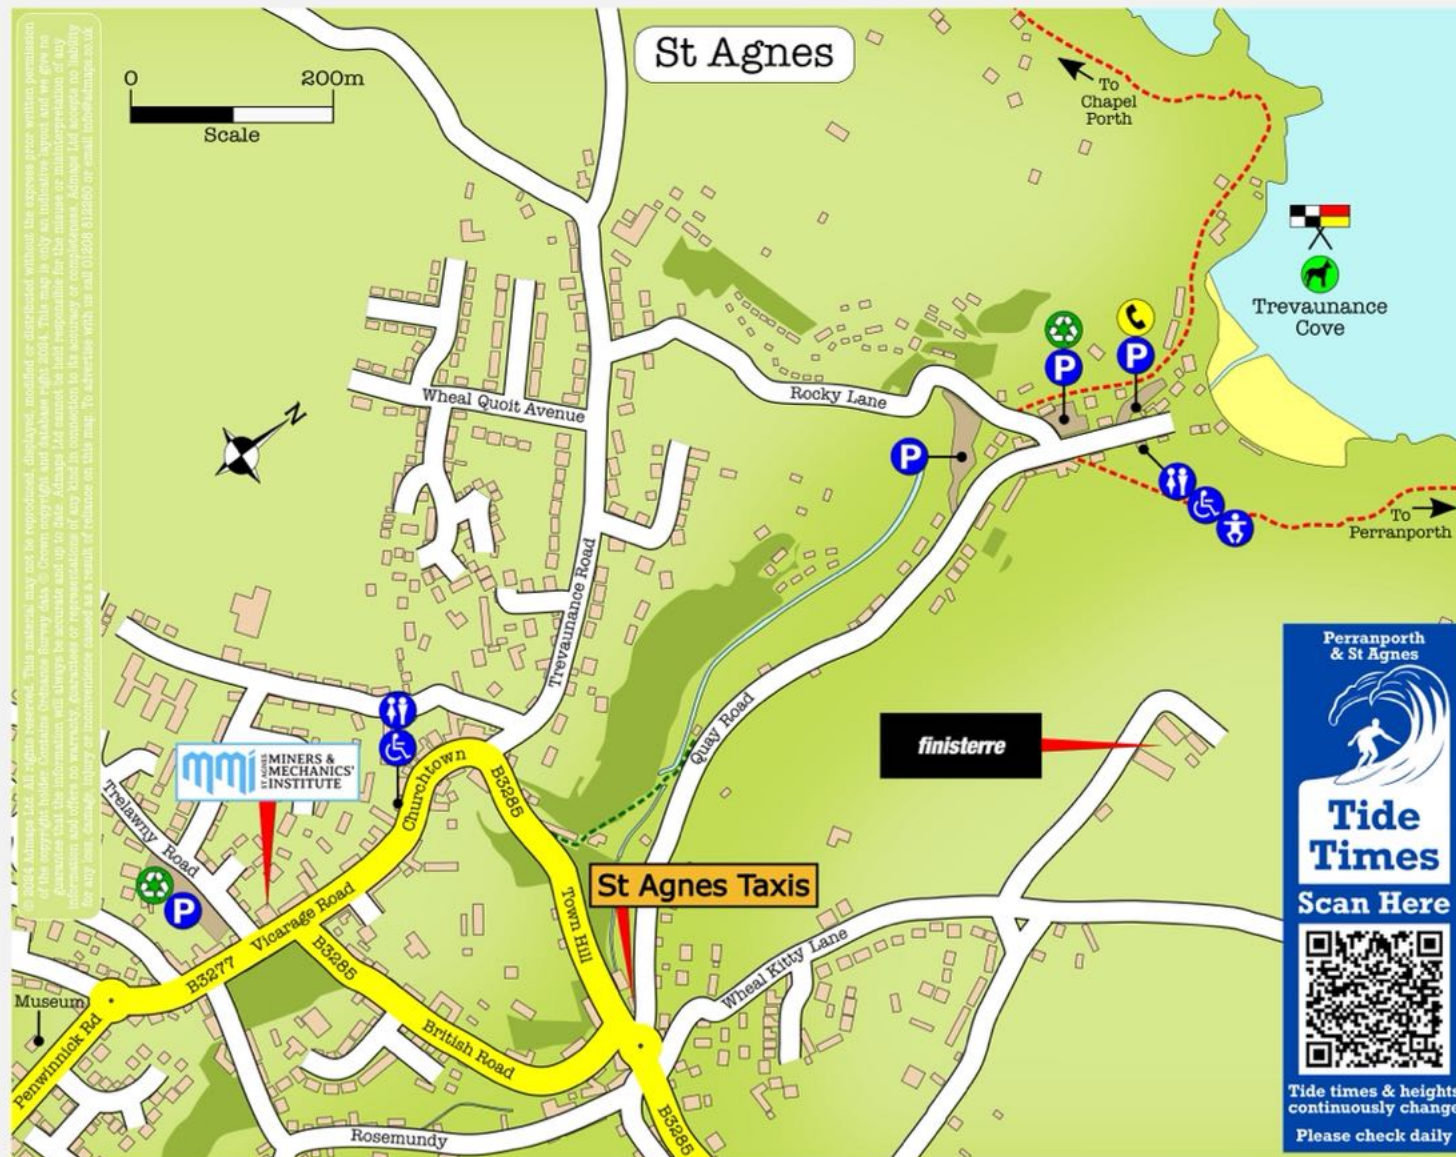 St Agnes
0 200m
Scale
To
Chapel
Porth
Trevaunance
Cove
N
Wheal Quoit Avenue
Rocky Lane
P
P
P
To
Perranporth
Trevaunance Road
Quay Road
finisterre
Perranporth
& St Agnes
Tide
Times
Scan Here
Tide times & heights
continuously change
Please check daily
mmi
ST AGNES
MINERS &
MECHANICS'
INSTITUTE
Churchtown
B3285
Trelawny Road
P
St Agnes Taxis
Vicarage Road
Town Hill
B3277
B3285
Wheal Kitty Lane
Museum
Penwinnick Rd
British Road
Rosemundy
B3285